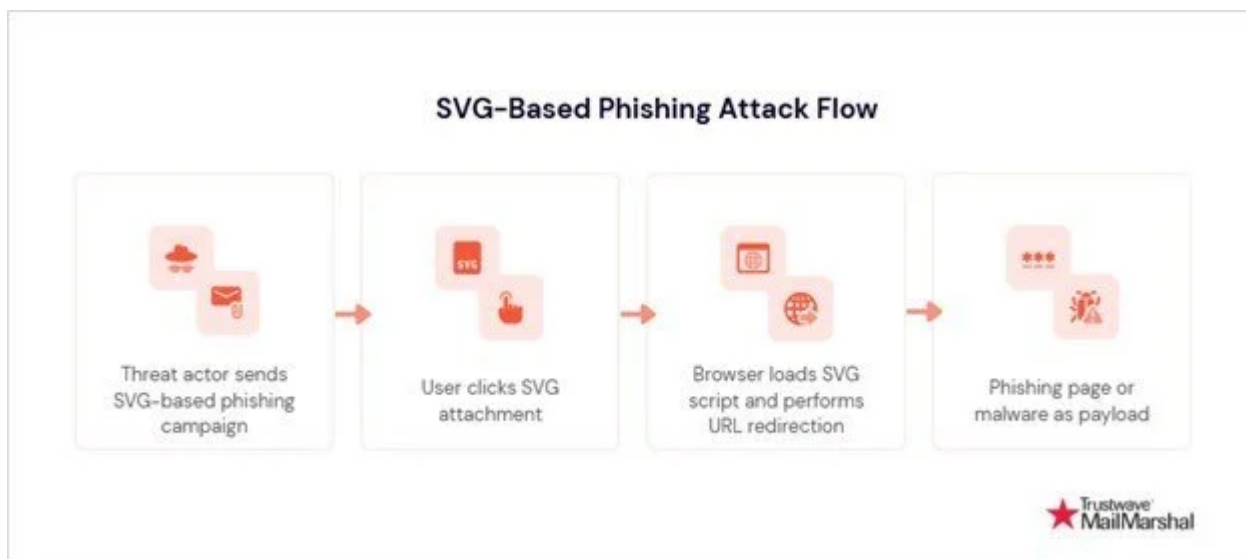 SVG-Based Phishing Attack Flow
SVG
Threat actor sends
SVG-based phishing
campaign
User clicks SVG
attachment
Browser loads SVG
script and performs
URL redirection
***
Phishing page or
malware as payload
Trustwave®
MailMarshal